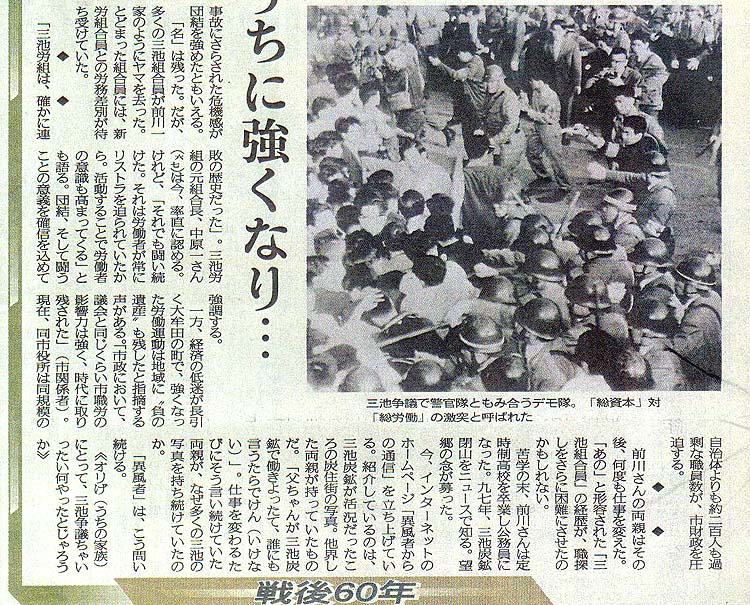 ちに強くなり…
事故にさらされた危機感が
団結を強めたともいえる。
「名」は残った。だが、
多くの三池組合員が前川一
家のようにヤマを去った。
とどまった組合員には、新
労組合員との労務差別が待
ち受けていた。
◆ ◆
「三池労組は、確かに連
敗の歴史だった」。三池労
組の元組合長、中原一さん
は今、率直に認める。
けれど、「それでも闘い続
けた。それは労働者が常に
リストラを迫られていたか
ら。活動することで労働者
の意識も高まってくる」と
も語る。団結、そして闘う
ことの意義を確信を込めて
強調する。
一方、経済の低迷が長引
く大牟田の町で、強くなっ
た労働運動は地域に〝負の
遺産〟も残したと指摘する
声がある。「市政において、
議会と同じくらい市職労の
影響力は強く、時代に取り
残された」(市関係者)。
現在、同市役所は同規模の
三池争議で警官隊ともみ合うデモ隊。「総資本」対
「総労働」の激突と呼ばれた
自治体よりも約二百人も過
剰な職員数が、市財政を圧
迫する。
◆ ◆
前川さんの両親はその
後、何度も仕事を変えた。
「あの」と形容された「三
池組合員」の経歴が、職探
しをさらに困難にさせたの
かもしれない。
苦学の末、前川さんは定
時制高校を卒業し公務員に
なった。九七年、三池炭鉱
閉山をニュースで知る。望
郷の念が募った。
今、インターネットの
ホームページ「異風者から
の通信」を立ち上げてい
る。紹介しているのは、
三池炭鉱が活況だったこ
ろの炭住街の写真。他界し
た両親が持っていたもの
だ。「父ちゃんが三池炭
鉱で働きよったて、誰にも
言うたらでけん(いけな
い)」。仕事を変わるた
びにそう言い続けていた
両親が、なぜ多くの三池の
写真を持ち続けていたの
か。
「異風者」は、こう問い
続ける。
《オリげ(うちの家族)
にとって、三池争議ちゃい
ったい何やったとじゃろう
か》
戦後60年